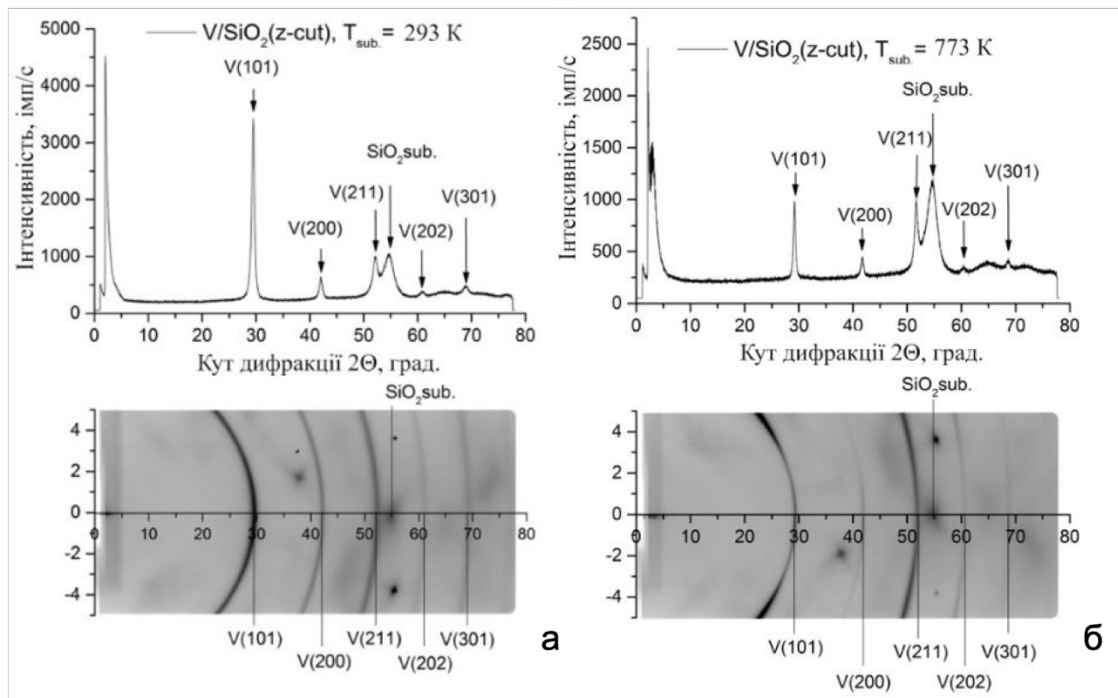 V/SiO₂(z-cut), T_sub. = 293 К
V(101)
SiO₂sub.
V(211)
V(301)
V(200)
V(202)
Інтенсивність, імп/с
5000
4000
3000
2000
1000
0
0 10 20 30 40 50 60 70 80
Кут дифракції 2Θ, град.
SiO₂sub.
4
2
0
-2
-4
0 10 20 30 40 50 60 70 80
V(101) V(211) V(301)
V(200) V(202)
а
V/SiO₂(z-cut), T_sub. = 773 К
SiO₂sub.
V(211)
V(101)
V(301)
V(200)
V(202)
Інтенсивність, імп/с
2500
2000
1500
1000
500
0
0 10 20 30 40 50 60 70 80
Кут дифракції 2Θ, град.
SiO₂sub.
4
2
0
-2
-4
0 10 20 30 40 50 60 70 80
V(101) V(211) V(301)
V(200) V(202)
б